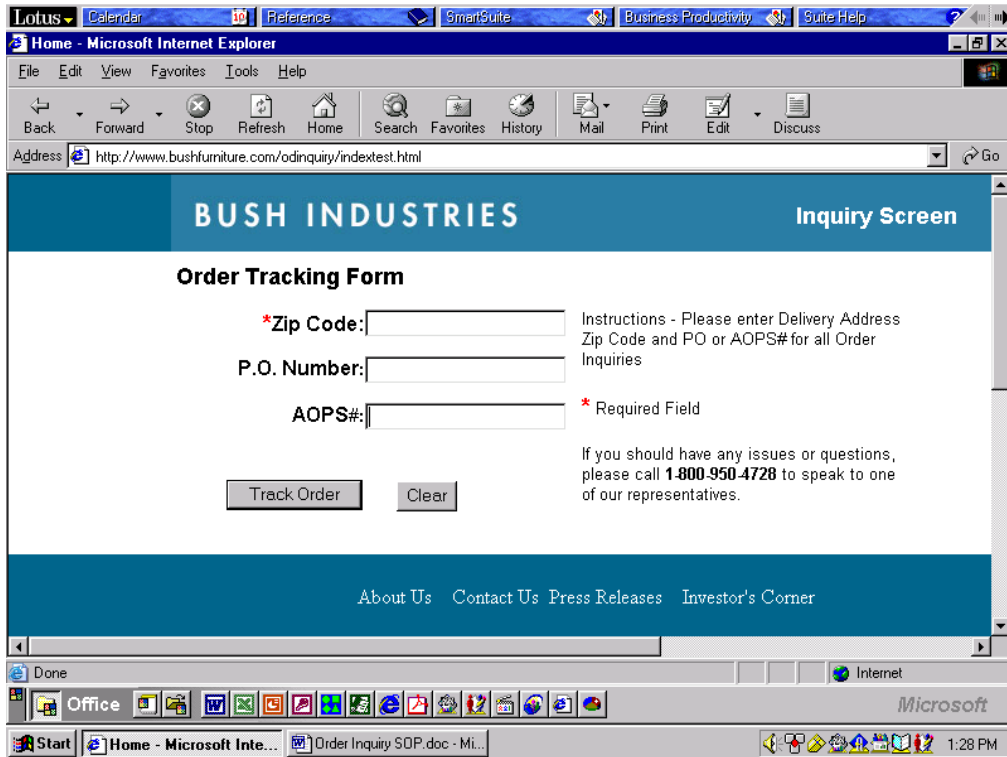 Lotus Calendar 10 Reference SmartSuite Business Productivity Suite Help ?
Home - Microsoft Internet Explorer
File Edit View Favorites Tools Help
Back Forward Stop Refresh Home Search Favorites History Mail Print Edit Discuss
Address http://www.bushfurniture.com/odinquiry/indextest.html Go
BUSH INDUSTRIES Inquiry Screen
Order Tracking Form
*Zip Code:
Instructions - Please enter Delivery Address
Zip Code and PO or AOPS# for all Order
Inquiries
P.O. Number:
AOPS#:
* Required Field
If you should have any issues or questions,
please call 1-800-950-4728 to speak to one
of our representatives.
Track Order Clear
About Us Contact Us Press Releases Investor's Corner
Done Internet
Office Microsoft
Start Home - Microsoft Inte... Order Inquiry SOP.doc - Mi... 1:28 PM